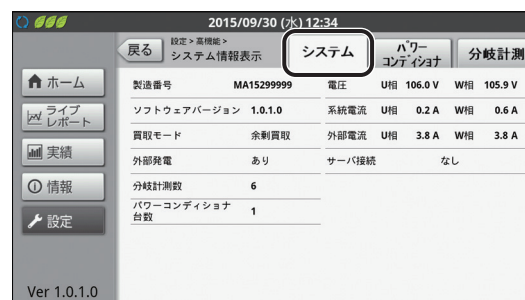 2015/09/30 (水) 12:34
戻る
設定 > 高機能 >
システム情報表示
システム
パワー
コンディショナ
分岐計測
ホーム
ライブ
レポート
実績
情報
設定
Ver 1.0.1.0
製造番号 MA15299999
ソフトウェアバージョン 1.0.1.0
買取モード 余剰買取
外部発電 あり
分岐計測数 6
パワーコンディショナ
台数 1
電圧 U相 106.0 V W相 105.9 V
系統電流 U相 0.2 A W相 0.6 A
外部電流 U相 3.8 A W相 3.8 A
サーバ接続 なし